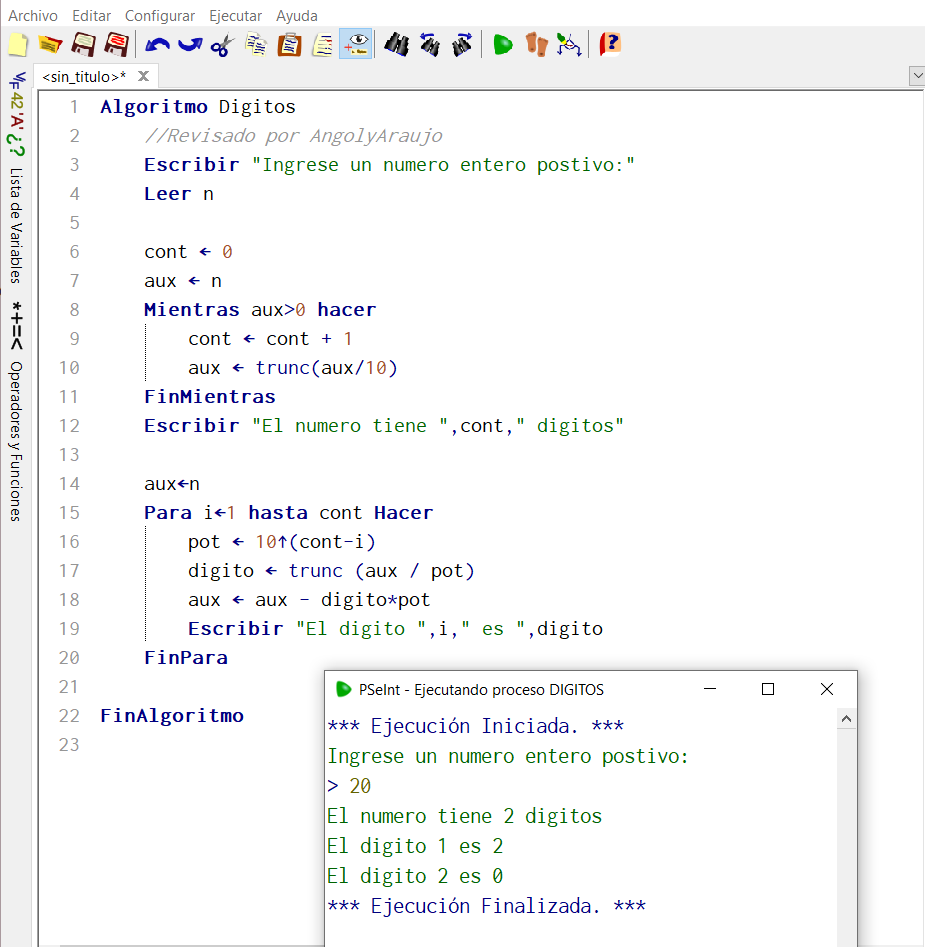 Archivo Editar Configurar Ejecutar Ayuda
<sin_titulo>* X
Lista de Variables
*+=< Operadores y Funciones
1 Algoritmo Digitos
2 //Revisado por AngolyAraujo
3 Escribir "Ingrese un numero entero postivo:"
4 Leer n
5
6 cont ← 0
7 aux ← n
8 Mientras aux>0 hacer
9 cont ← cont + 1
10 aux ← trunc(aux/10)
11 FinMientras
12 Escribir "El numero tiene ",cont," digitos"
13
14 aux←n
15 Para i←1 hasta cont Hacer
16 pot ← 10↑(cont-i)
17 digito ← trunc (aux / pot)
18 aux ← aux - digito*pot
19 Escribir "El digito ",i," es ",digito
20 FinPara
21
22 FinAlgoritmo
23
PSeInt - Ejecutando proceso DIGITOS
*** Ejecución Iniciada. ***
Ingrese un numero entero postivo:
> 20
El numero tiene 2 digitos
El digito 1 es 2
El digito 2 es 0
*** Ejecución Finalizada. ***